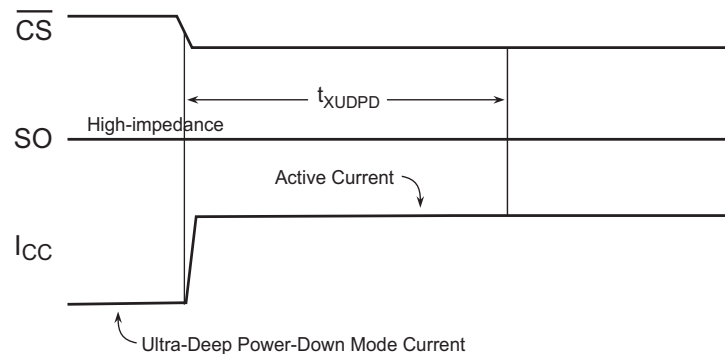 CS
tXUDPD
High-impedance
SO
Active Current
ICC
Ultra-Deep Power-Down Mode Current